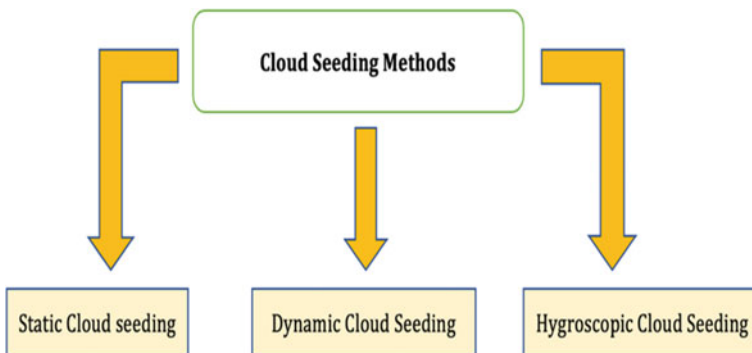 Cloud Seeding Methods
Static Cloud seeding
Dynamic Cloud Seeding
Hygroscopic Cloud Seeding